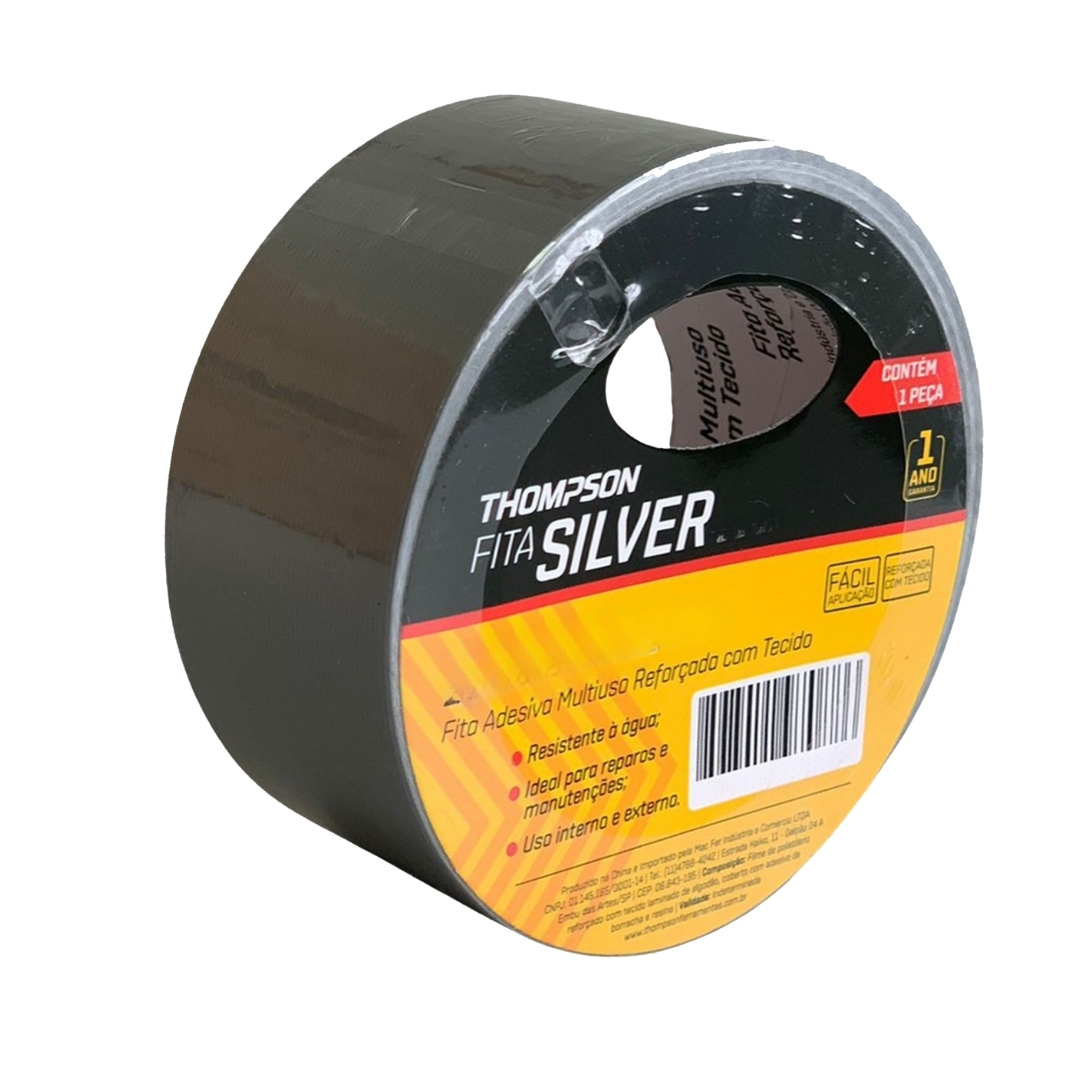 Multiuso
m Tecido
Fita A
Reforç
CONTÉM
1 PEÇA
1
ANO
GARANTIA
THOMPSON
FITA SILVER
FÁCIL
APLICAÇÃO
REFORÇADA
COM TECIDO
Fita Adesiva Multiuso Reforçada com Tecido
Resistente à água;
Ideal para reparos e
manutenções;
Uso interno e externo.
Produzido na China e Importado pela Mac Fer Indústria e Comércio LTDA
CNPJ: 01.145.185/0001-14 | Tel.: (11)4789-4242 | Estrada Kaiko, 11 - Galpão 04 A
Embu das Artes/SP | CEP: 06.843-185 | Composição: Filme de polietileno
reforçado com tecido laminado de algodão, coberto com adesivo de
borracha e resina | Validade: Indeterminada
www.thompsonferramentas.com.br